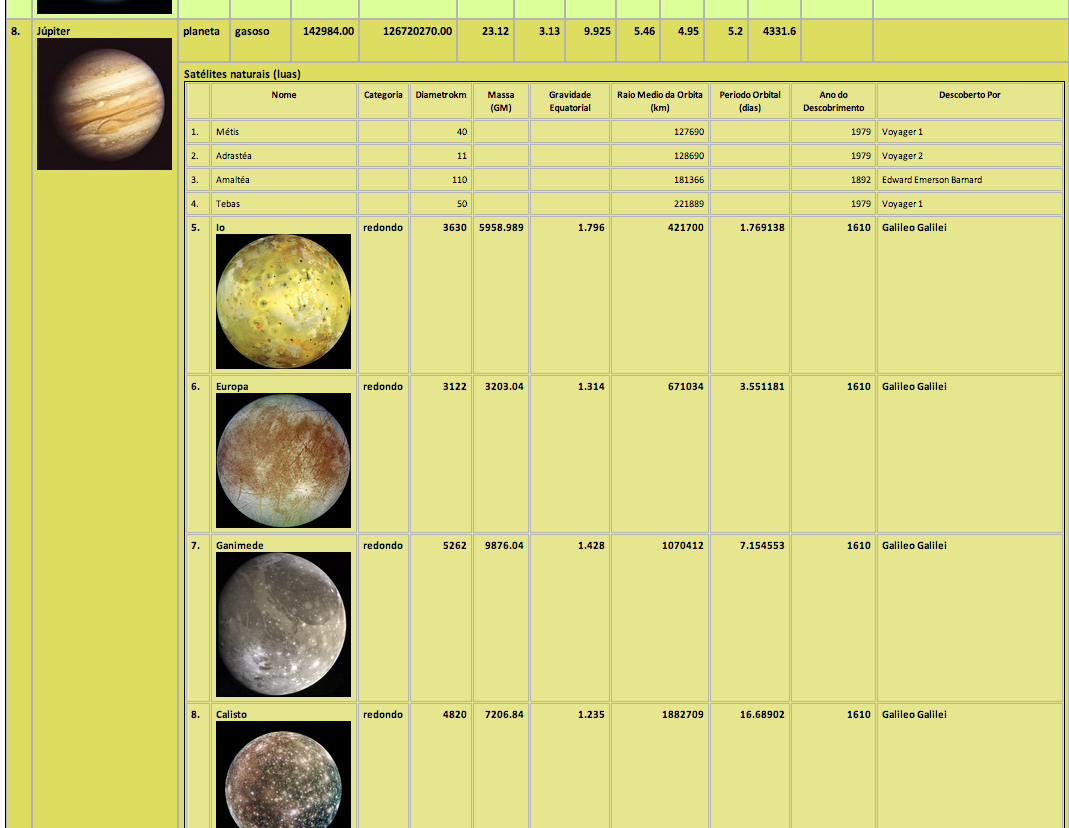 8. Júpiter planeta gasoso 142984.00 126720270.00 23.12 3.13 9.925 5.46 4.95 5.2 4331.6
Satélites naturais (luas)
Nome Categoria Diametrokm Massa (GM) Gravidade Equatorial Raio Medio da Orbita (km) Período Orbital (dias) Ano do Descobrimento Descoberto Por
1. Métis 40 127690 1979 Voyager 1
2. Adrastéa 11 128690 1979 Voyager 2
3. Amaltéa 110 181366 1892 Edward Emerson Barnard
4. Tebas 50 221889 1979 Voyager 1
5. Io redondo 3630 5958.989 1.796 421700 1.769138 1610 Galileo Galilei
6. Europa redondo 3122 3203.04 1.314 671034 3.551181 1610 Galileo Galilei
7. Ganimede redondo 5262 9876.04 1.428 1070412 7.154553 1610 Galileo Galilei
8. Calisto redondo 4820 7206.84 1.235 1882709 16.68902 1610 Galileo Galilei